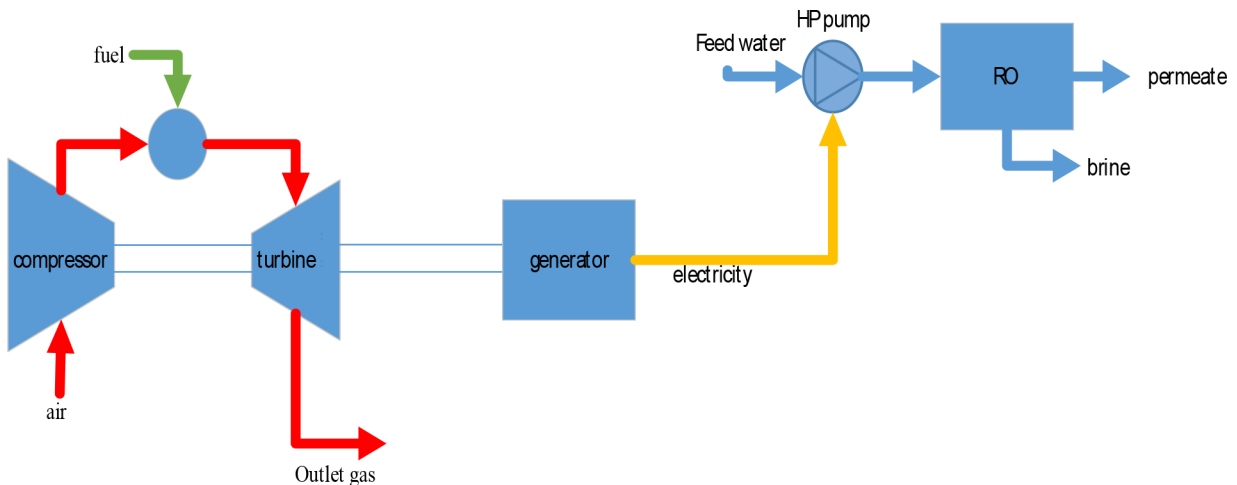 HP pump
fuel
Feed water
RO
permeate
brine
compressor
turbine
generator
electricity
air
Outlet gas